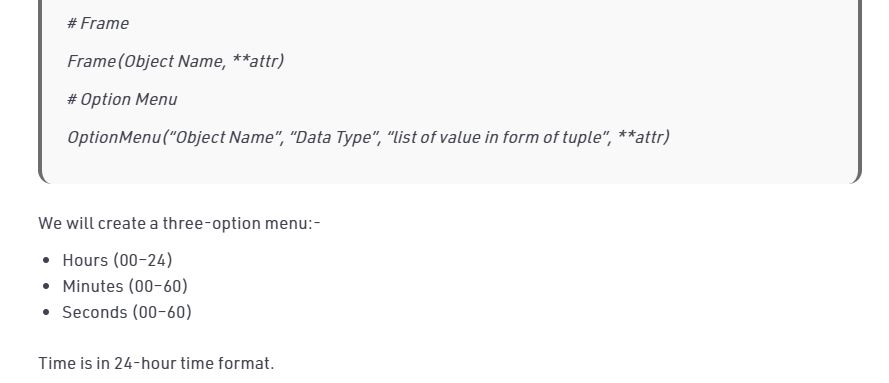 # Frame
Frame(Object Name, **attr)
# Option Menu
OptionMenu(“Object Name”, “Data Type”, “list of value in form of tuple”, **attr)
We will create a three-option menu:-
• Hours (00–24)
• Minutes (00–60)
• Seconds (00–60)
Time is in 24-hour time format.